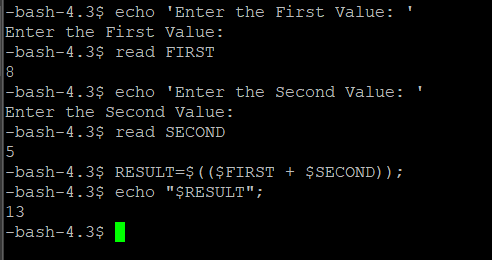 -bash-4.3$ echo 'Enter the First Value: '
Enter the First Value:
-bash-4.3$ read FIRST
8
-bash-4.3$ echo 'Enter the Second Value: '
Enter the Second Value:
-bash-4.3$ read SECOND
5
-bash-4.3$ RESULT=$(($FIRST + $SECOND));
-bash-4.3$ echo "$RESULT";
13
-bash-4.3$